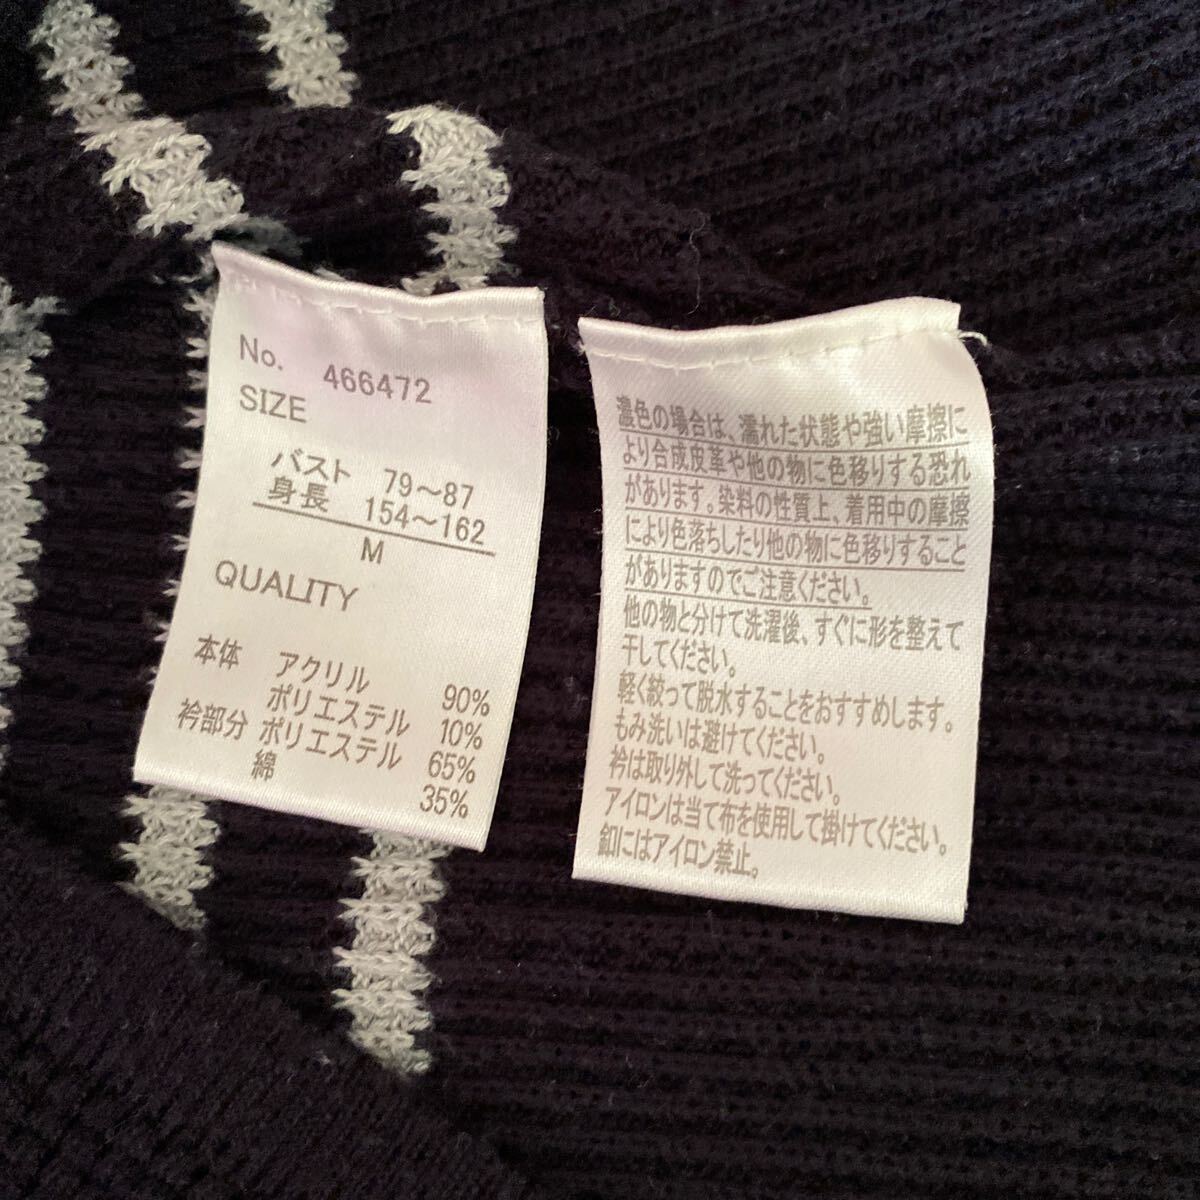 No. 466472
SIZE
バスト 79～87
身長 154～162
M
QUALITY
本体 アクリル 90%
ポリエステル 10%
衿部分 ポリエステル 65%
綿 35%
濃色の場合は、濡れた状態や強い摩擦に
より合成皮革や他の物に色移りする恐れ
があります。染料の性質上、着用中の摩擦
により色落ちしたり他の物に色移りすること
がありますのでご注意ください。
他の物と分けて洗濯後、すぐに形を整えて
干してください。
軽く絞って脱水することをおすすめします。
もみ洗いは避けてください。
衿は取り外して洗ってください。
アイロンは当て布を使用して掛けてください。
釦にはアイロン禁止。